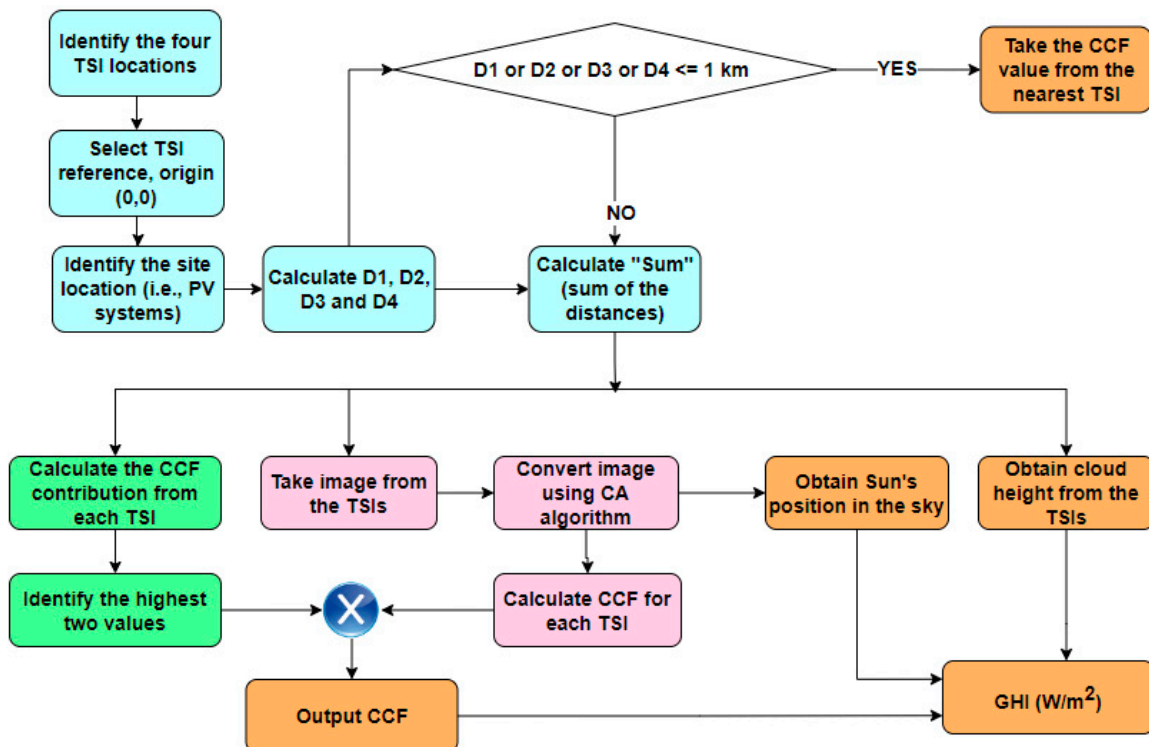 Identify the four
TSI locations
D1 or D2 or D3 or D4 <= 1 km
YES
Take the CCF
value from the
nearest TSI
Select TSI
reference, origin
(0,0)
NO
Identify the site
location (i.e., PV
systems)
Calculate D1, D2,
D3 and D4
Calculate "Sum"
(sum of the
distances)
Calculate the CCF
contribution from
each TSI
Take image from
the TSIs
Convert image
using CA
algorithm
Obtain Sun's
position in the sky
Obtain cloud
height from the
TSIs
Identify the highest
two values
X
Calculate CCF for
each TSI
Output CCF
GHI (W/m²)